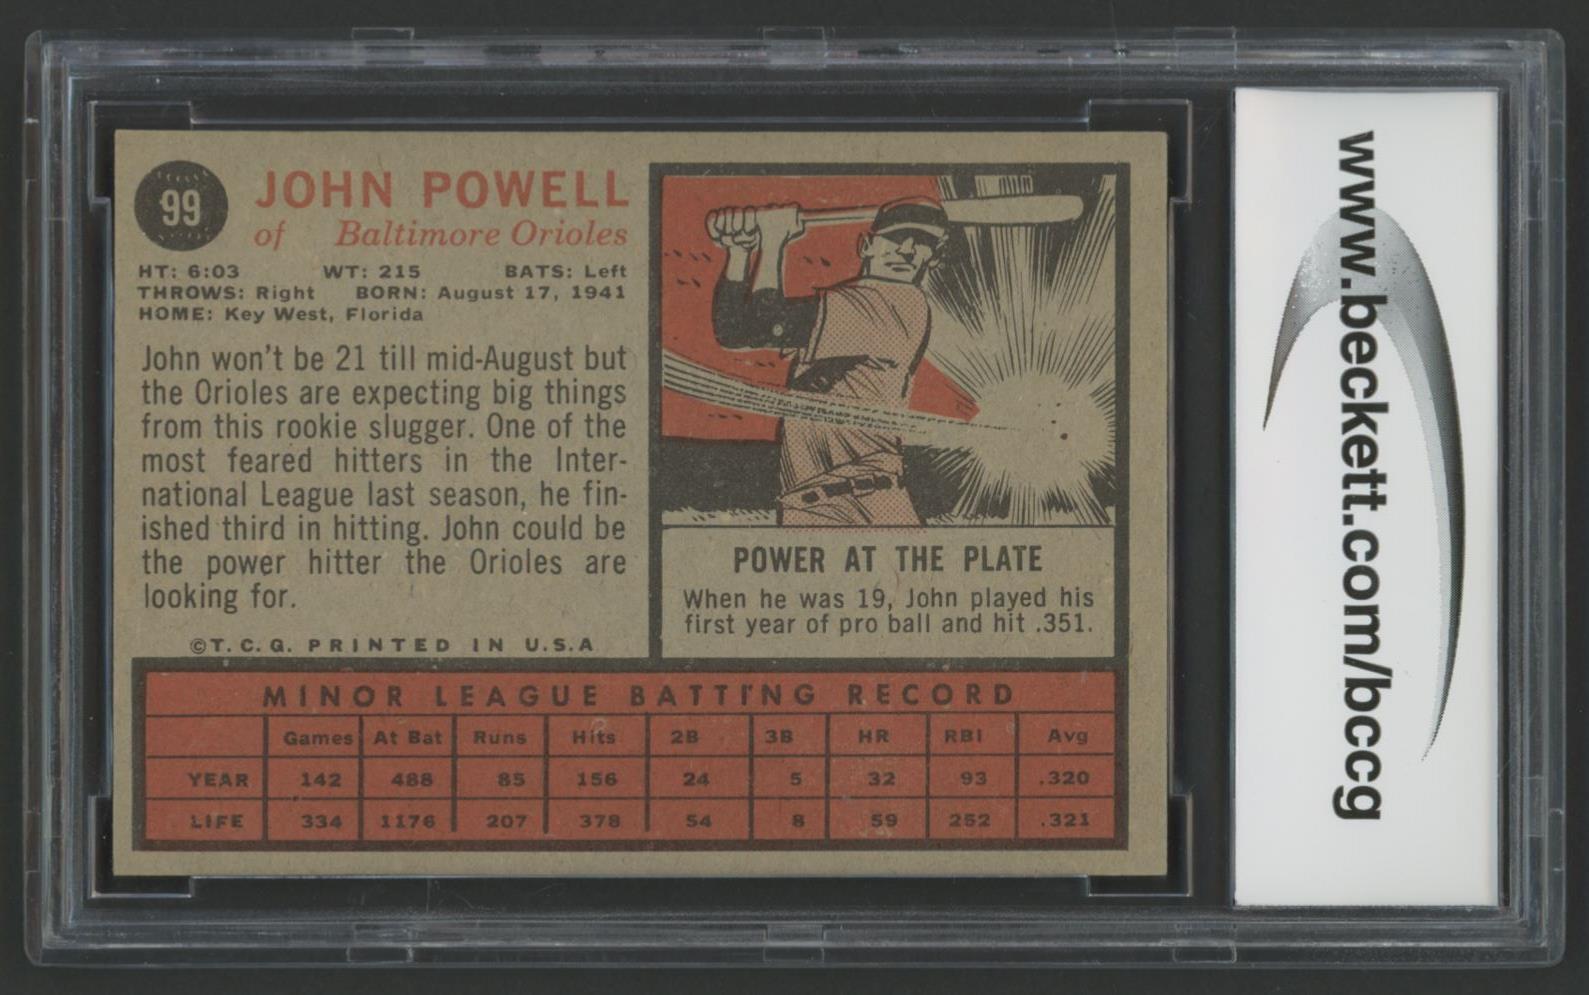 99
JOHN POWELL
of Baltimore Orioles
HT: 6:03 WT: 215 BATS: Left
THROWS: Right BORN: August 17, 1941
HOME: Key West, Florida
John won't be 21 till mid-August but
the Orioles are expecting big things
from this rookie slugger. One of the
most feared hitters in the Inter-
national League last season, he fin-
ished third in hitting. John could be
the power hitter the Orioles are
looking for.
©T.C.G. PRINTED IN U.S.A
POWER AT THE PLATE
When he was 19, John played his
first year of pro ball and hit .351.
MINOR LEAGUE BATTING RECORD
Games At Bat Runs Hits 2B 3B HR RBI Avg
YEAR 142 488 85 156 24 5 32 93 .320
LIFE 334 1176 207 378 54 8 59 252 .321
www.beckett.com/bccg